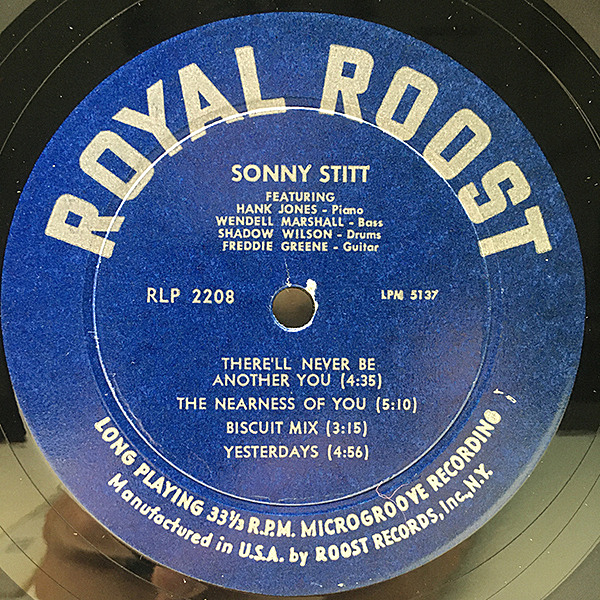 ROYAL ROOST
SONNY STITT
FEATURING
HANK JONES - Piano
WENDELL MARSHALL - Bass
SHADOW WILSON - Drums
FREDDIE GREENE - Guitar
RLP 2208
LPM 5137
THERE'LL NEVER BE
ANOTHER YOU (4:35)
THE NEARNESS OF YOU (5:10)
BISCUIT MIX (3:15)
YESTERDAYS (4:56)
LONG PLAYING 33⅓ R.P.M. MICROGROOVE RECORDING
Manufactured in U.S.A. by ROOST RECORDS, Inc., N.Y.